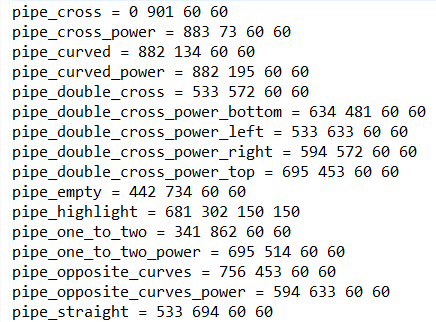 pipe_cross = 0 901 60 60
pipe_cross_power = 883 73 60 60
pipe_curved = 882 134 60 60
pipe_curved_power = 882 195 60 60
pipe_double_cross = 533 572 60 60
pipe_double_cross_power_bottom = 634 481 60 60
pipe_double_cross_power_left = 533 633 60 60
pipe_double_cross_power_right = 594 572 60 60
pipe_double_cross_power_top = 695 453 60 60
pipe_empty = 442 734 60 60
pipe_highlight = 681 302 150 150
pipe_one_to_two = 341 862 60 60
pipe_one_to_two_power = 695 514 60 60
pipe_opposite_curves = 756 453 60 60
pipe_opposite_curves_power = 594 633 60 60
pipe_straight = 533 694 60 60